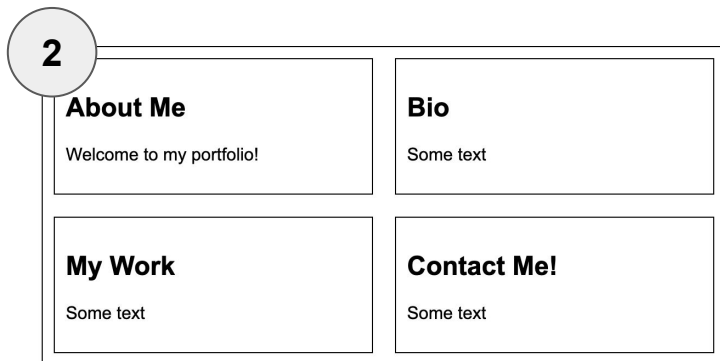 2
About Me
Welcome to my portfolio!
Bio
Some text
My Work
Some text
Contact Me!
Some text